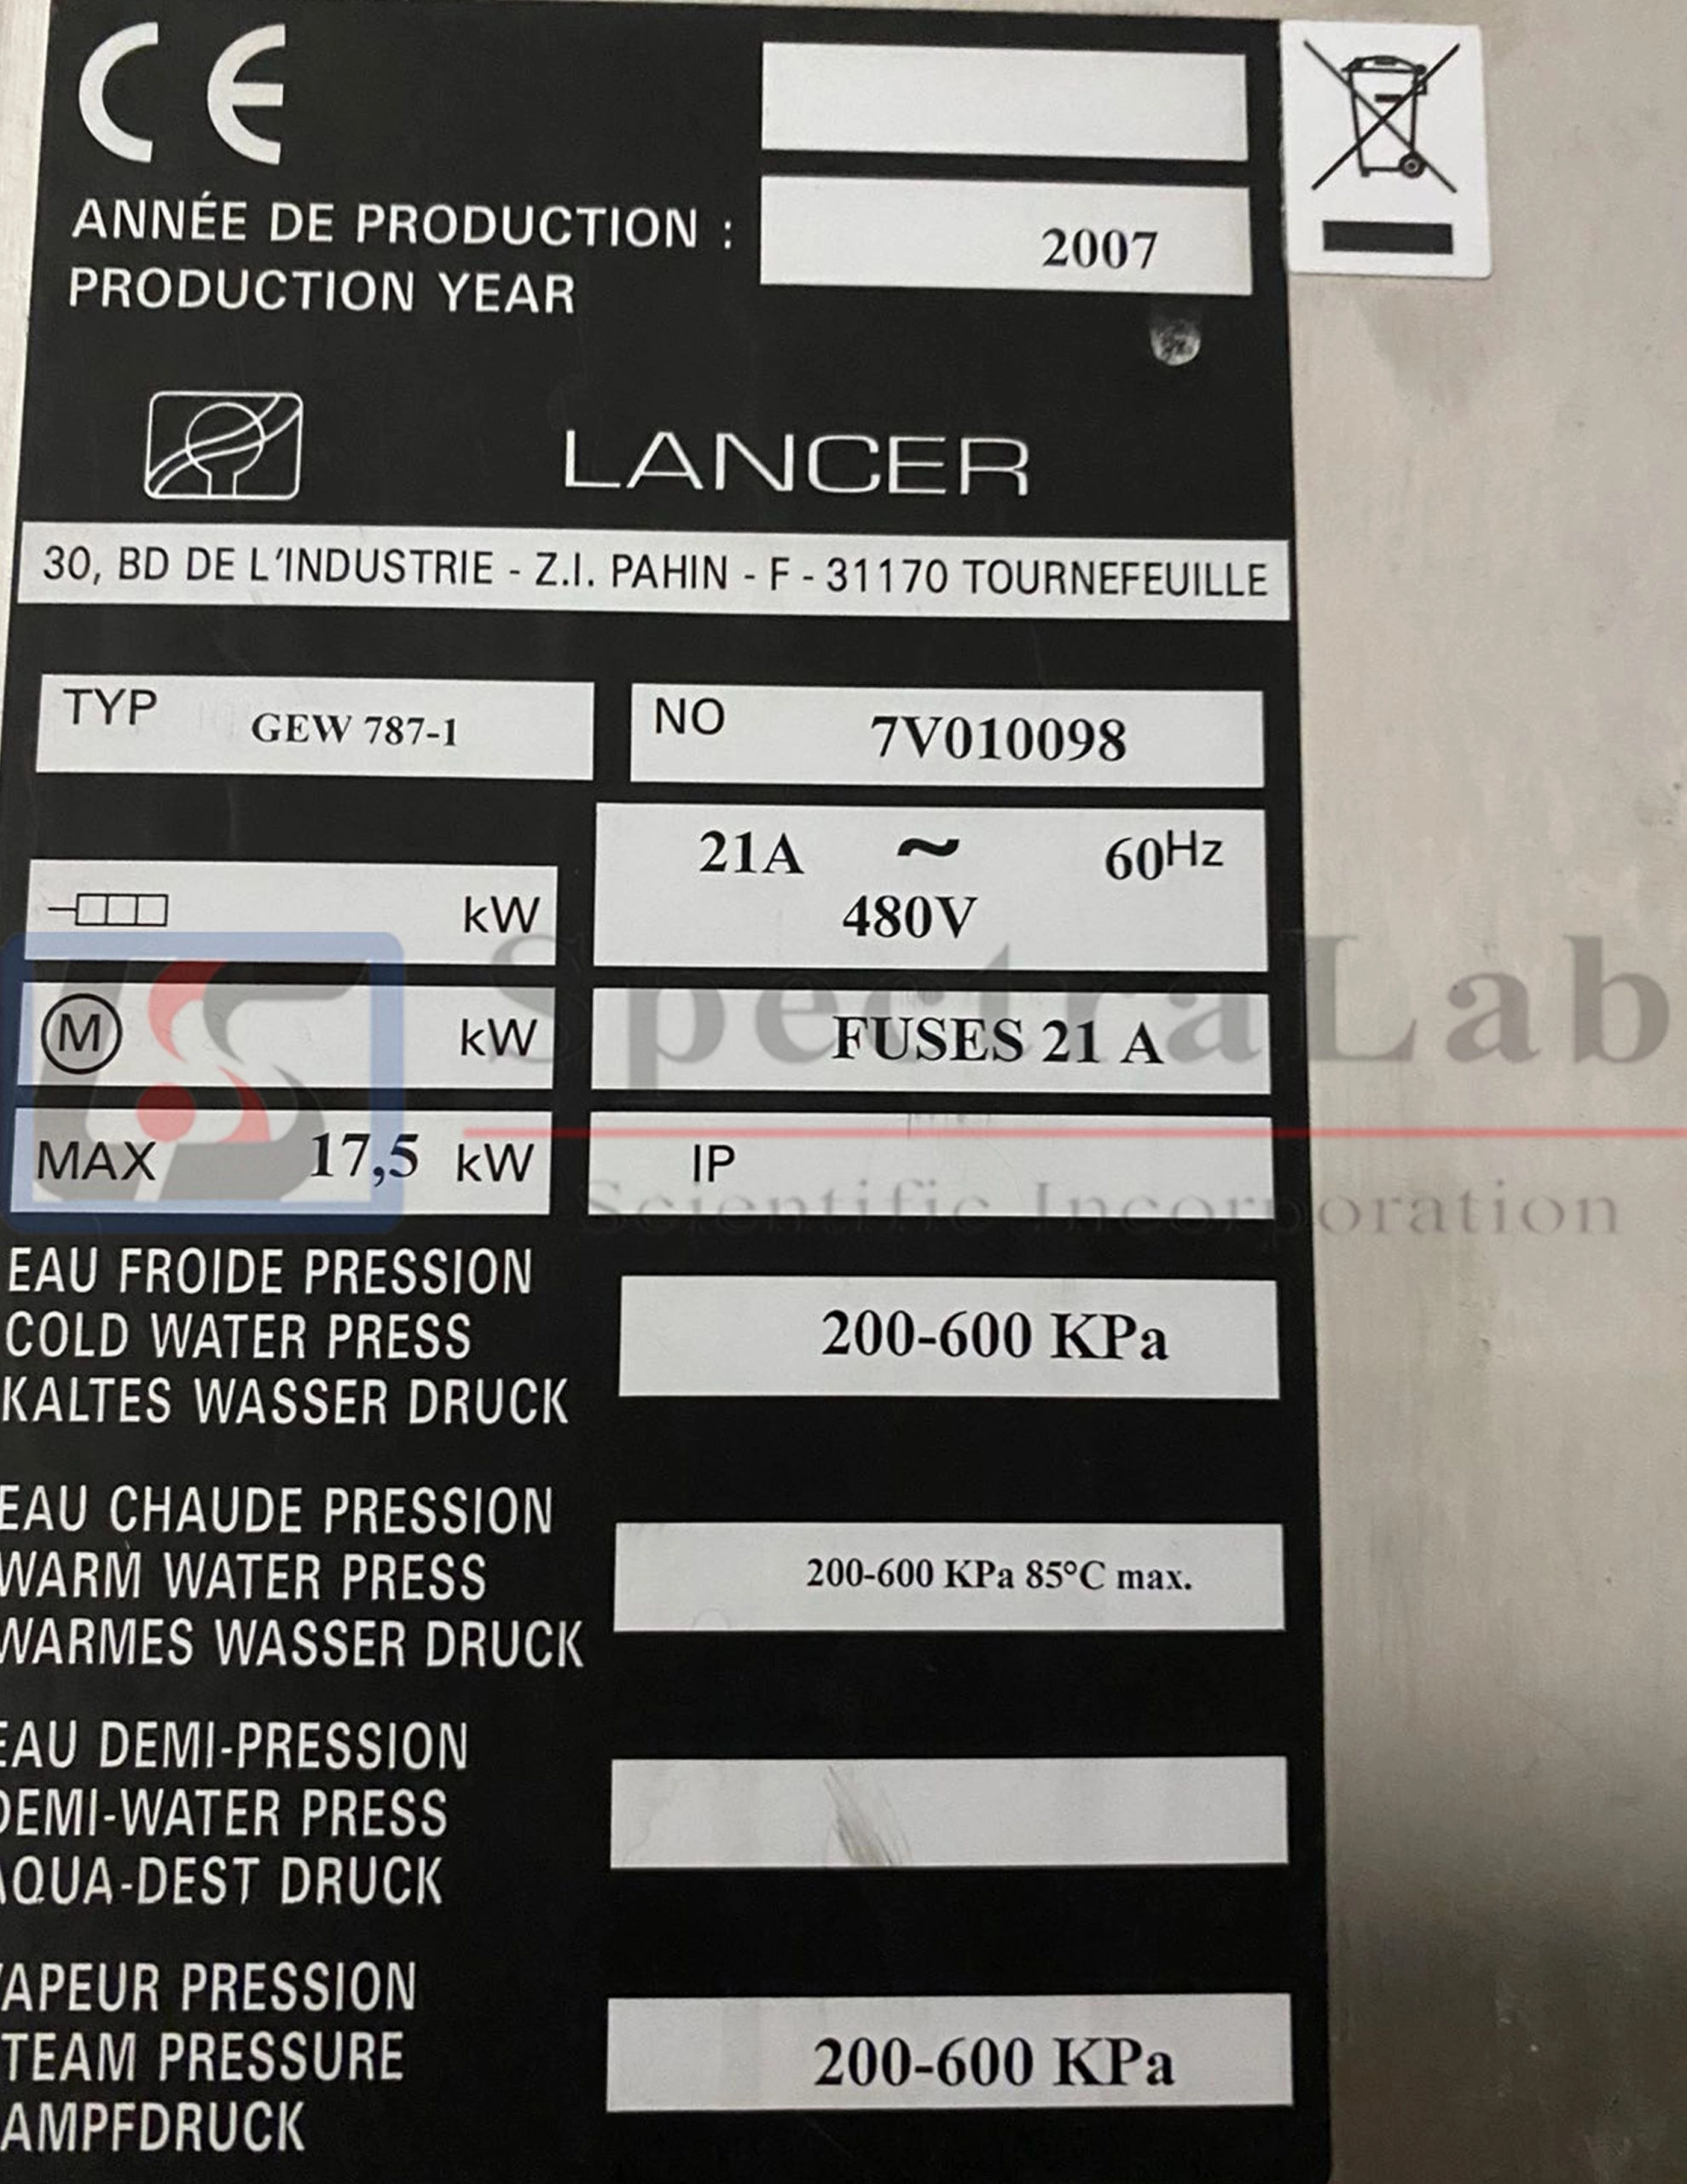 CE
ANNÉE DE PRODUCTION :
PRODUCTION YEAR
2007
LANCER
30, BD DE L'INDUSTRIE - Z.I. PAHIN - F - 31170 TOURNEFEUILLE
TYP GEW 787-1
NO 7V010098
21A ~ 60Hz
480V
kW
M kW
FUSES 21 A
MAX 17,5 kW
IP
SpectraLab
Scientific Incorporation
EAU FROIDE PRESSION
COLD WATER PRESS
KALTES WASSER DRUCK
200-600 KPa
EAU CHAUDE PRESSION
WARM WATER PRESS
WARMES WASSER DRUCK
200-600 KPa 85°C max.
EAU DEMI-PRESSION
DEMI-WATER PRESS
AQUA-DEST DRUCK
VAPEUR PRESSION
TEAM PRESSURE
AMPFDRUCK
200-600 KPa